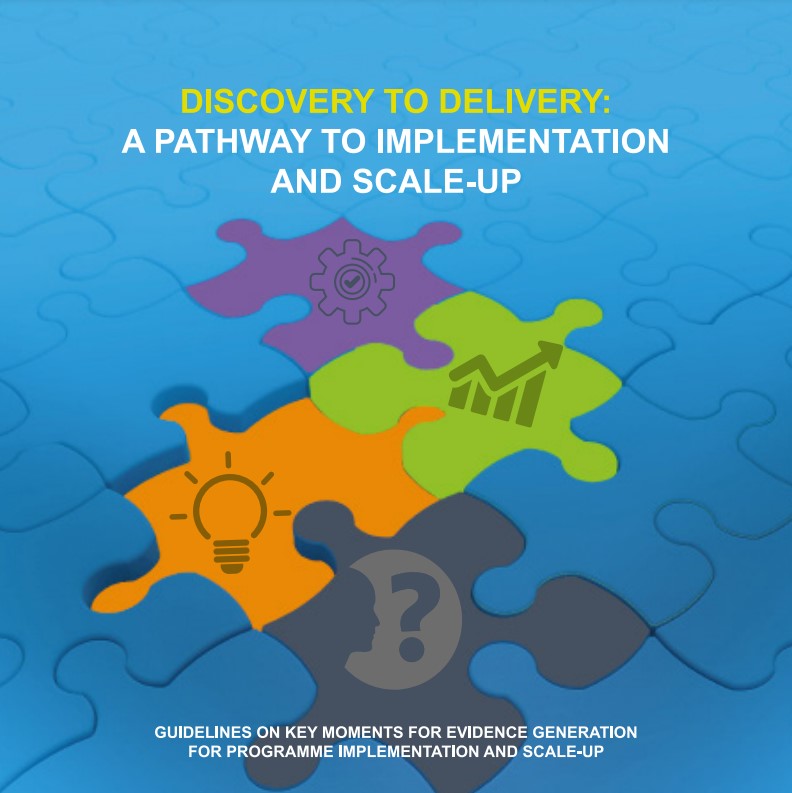 DISCOVERY TO DELIVERY:
A PATHWAY TO IMPLEMENTATION
AND SCALE-UP
?
GUIDELINES ON KEY MOMENTS FOR EVIDENCE GENERATION
FOR PROGRAMME IMPLEMENTATION AND SCALE-UP